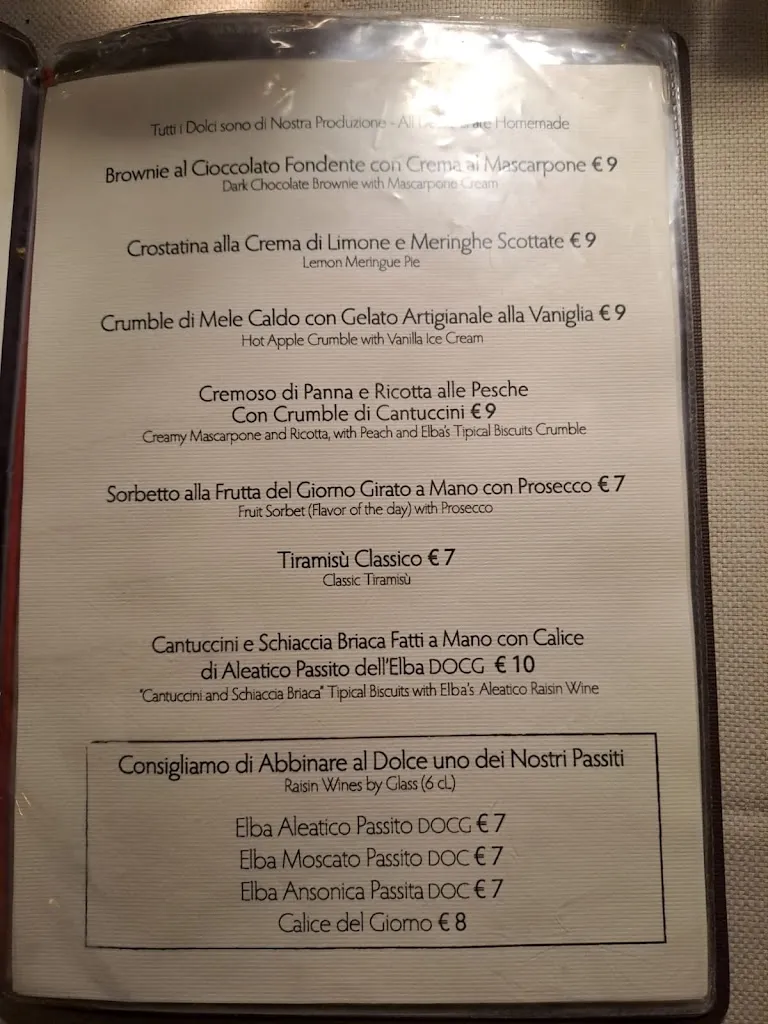 Tutti i Dolci sono di Nostra Produzione - All are Homemade
Brownie al Cioccolato Fondente con Crema al Mascarpone € 9
Dark Chocolate Brownie with Mascarpone Cream
Crostatina alla Crema di Limone e Meringhe Scottate € 9
Lemon Meringue Pie
Crumble di Mele Caldo con Gelato Artigianale alla Vaniglia € 9
Hot Apple Crumble with Vanilla Ice Cream
Cremoso di Panna e Ricotta alle Pesche
Con Crumble di Cantuccini € 9
Creamy Mascarpone and Ricotta, with Peach and Elba's Tipical Biscuits Crumble
Sorbetto alla Frutta del Giorno Girato a Mano con Prosecco € 7
Fruit Sorbet (Flavor of the day) with Prosecco
Tiramisù Classico € 7
Classic Tiramisù
Cantuccini e Schiaccia Briaca Fatti a Mano con Calice
di Aleatico Passito dell'Elba DOCG € 10
"Cantuccini and Schiaccia Briaca" Tipical Biscuits with Elba's Aleatico Raisin Wine
Consigliamo di Abbinare al Dolce uno dei Nostri Passiti
Raisin Wines by Glass (6 cl.)
Elba Aleatico Passito DOCG € 7
Elba Moscato Passito DOC € 7
Elba Ansonica Passita DOC € 7
Calice del Giorno € 8